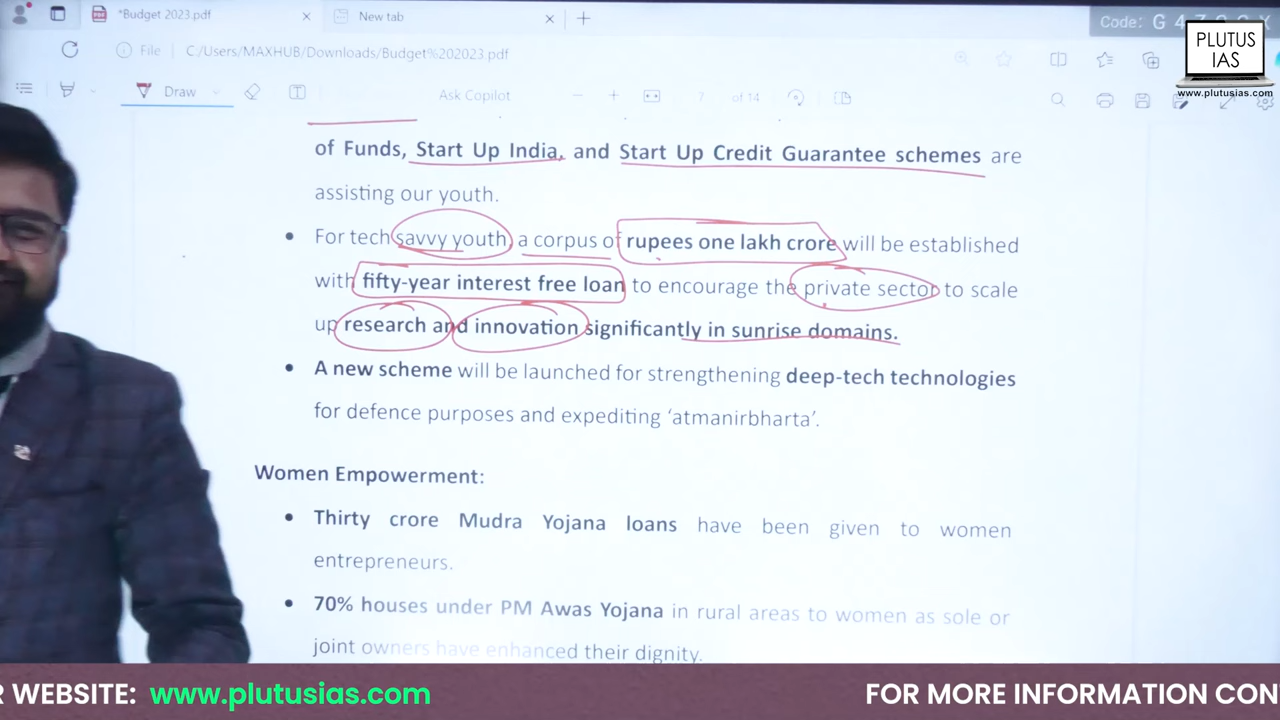 *Budget 2023.pdf
New tab
Code: G 4
File
C:/Users/MAXHUB/Downloads/Budget%202023.pdf
PLUTUS
IAS
www.plutusias.com
Draw
Ask Copilot
7 of 14
of Funds, Start Up India, and Start Up Credit Guarantee schemes are
assisting our youth.
• For tech savvy youth a corpus of rupees one lakh crore will be established
with fifty-year interest free loan to encourage the private sector to scale
up research and innovation significantly in sunrise domains.
• A new scheme will be launched for strengthening deep-tech technologies
for defence purposes and expediting ‘atmanirbharta’.
Women Empowerment:
• Thirty crore Mudra Yojana loans have been given to women
entrepreneurs.
• 70% houses under PM Awas Yojana in rural areas to women as sole or
joint owners have enhanced their dignity.
R WEBSITE: www.plutusias.com
FOR MORE INFORMATION CON